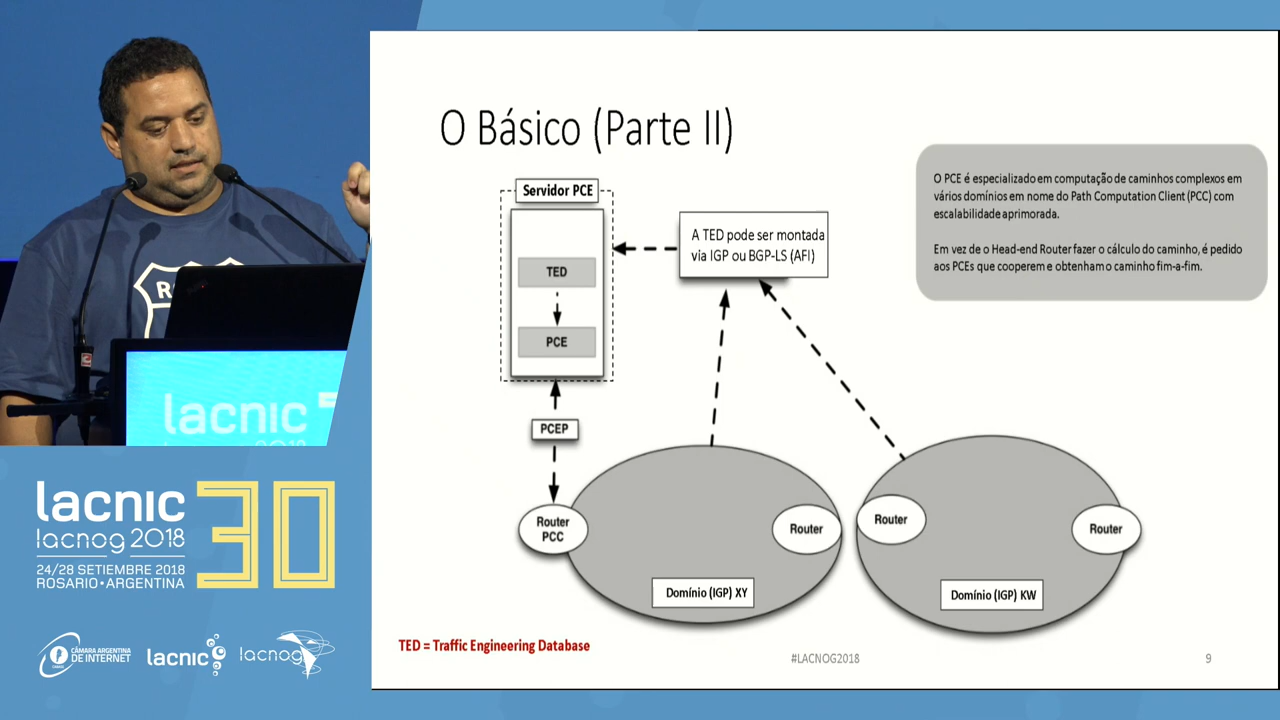 O Básico (Parte II)
Servidor PCE
TED
PCE
PCEP
A TED pode ser montada
via IGP ou BGP-LS (AFI)
O PCE é especializado em computação de caminhos complexos em
vários domínios em nome do Path Computation Client (PCC) com
escalabilidade aprimorada.
Em vez de o Head-end Router fazer o cálculo do caminho, é pedido
aos PCEs que cooperem e obtenham o caminho fim-a-fim.
Router
PCC
Router
Router
Router
Domínio (IGP) XY
Domínio (IGP) KW
TED = Traffic Engineering Database
#LACNOG2018
9
lacnic
lacnog 2018
lacnic 30
lacnog 2018
24/28 SETIEMBRE 2018
ROSARIO • ARGENTINA
CÁMARA ARGENTINA
DE INTERNET
lacnic
lacnog